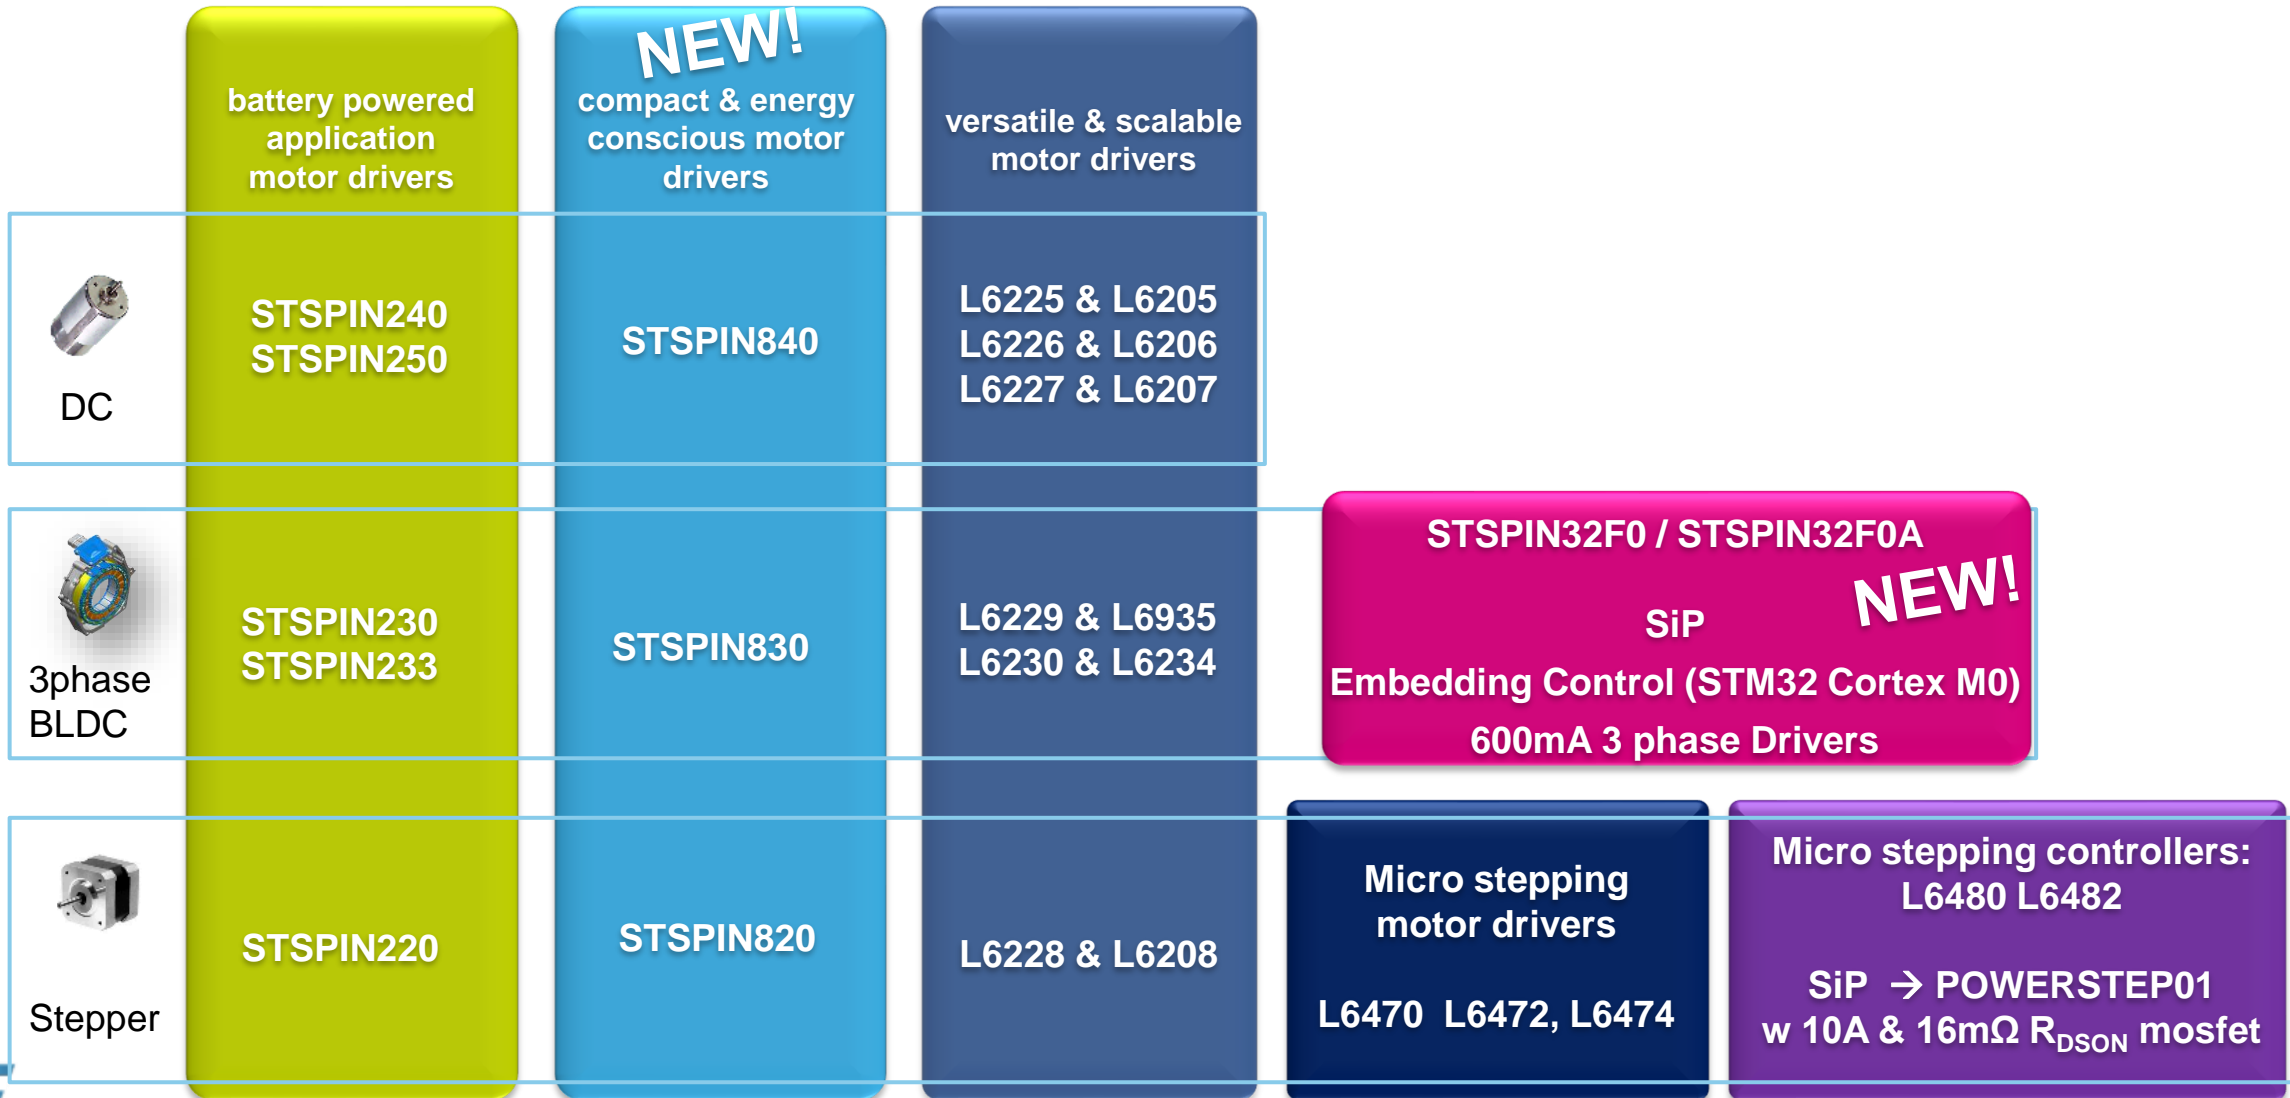 battery powered
application
motor drivers
NEW!
compact & energy
conscious motor
drivers
versatile & scalable
motor drivers
DC
STSPIN240
STSPIN250
STSPIN840
L6225 & L6205
L6226 & L6206
L6227 & L6207
3phase
BLDC
STSPIN230
STSPIN233
STSPIN830
L6229 & L6935
L6230 & L6234
STSPIN32F0 / STSPIN32F0A
NEW!
SiP
Embedding Control (STM32 Cortex M0)
600mA 3 phase Drivers
Stepper
STSPIN220
STSPIN820
L6228 & L6208
Micro stepping
motor drivers
L6470 L6472, L6474
Micro stepping controllers:
L6480 L6482
SiP → POWERSTEP01
w 10A & 16mΩ RDSON mosfet